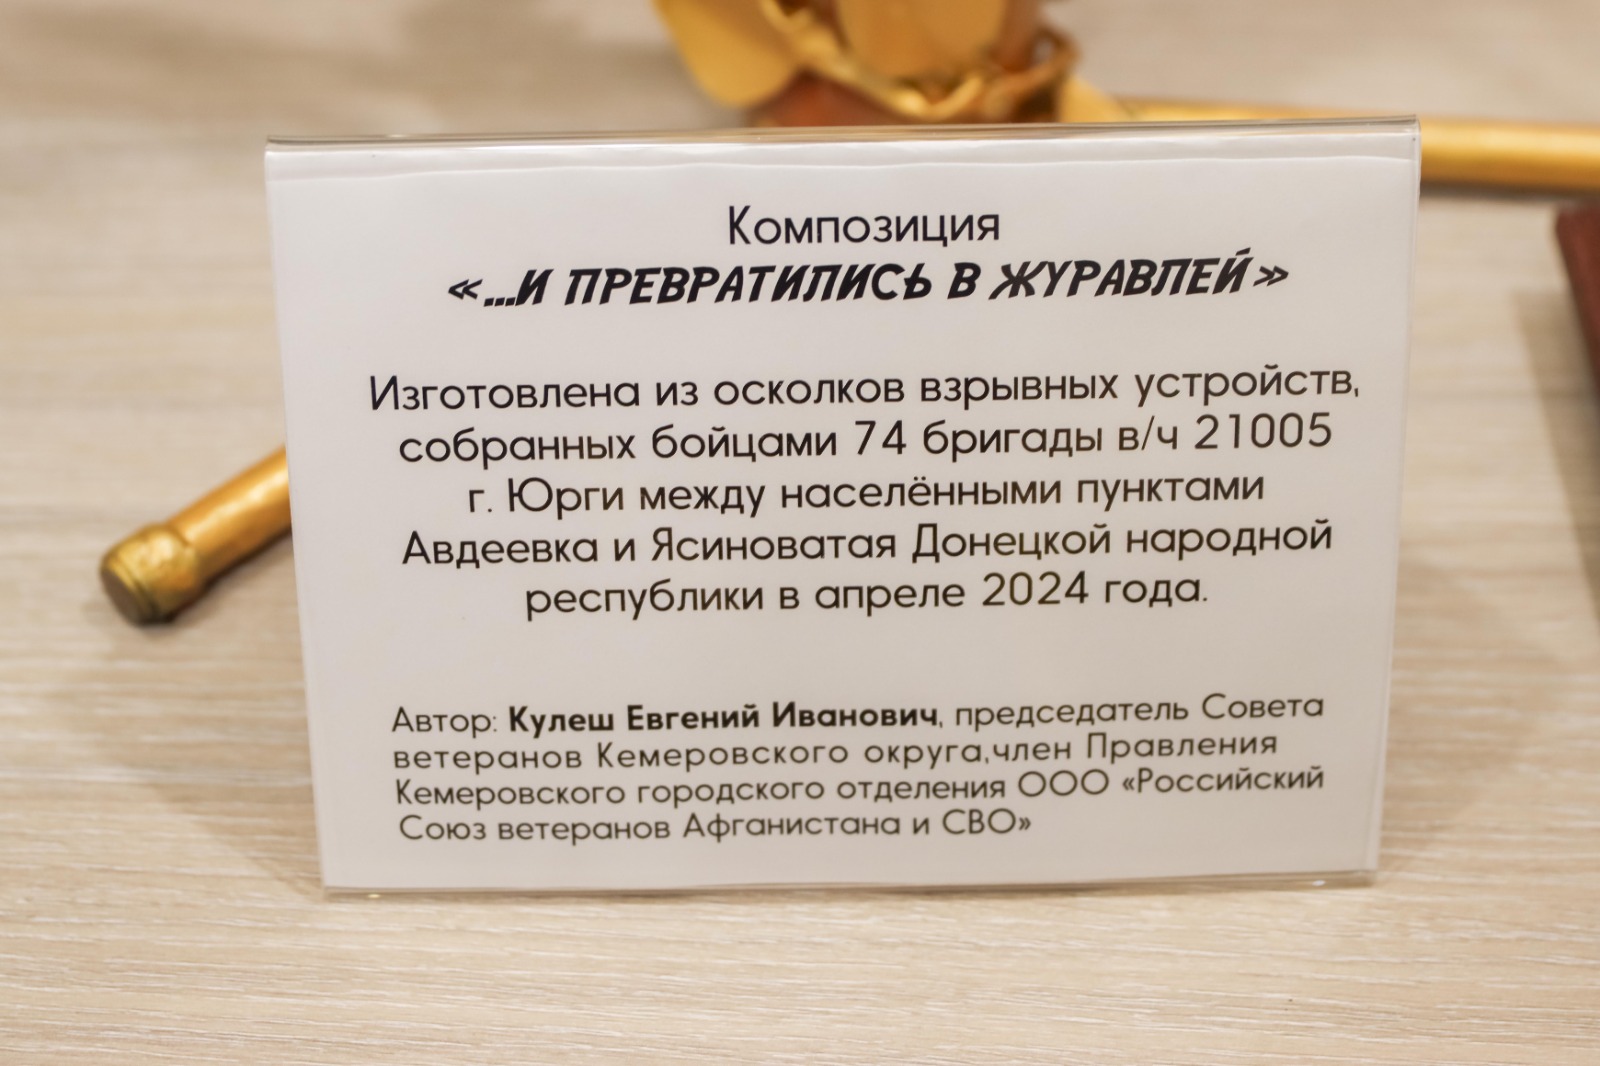 Композиция
«...И ПРЕВРАТИЛИСЬ В ЖУРАВЛЕЙ»
Изготовлена из осколков взрывных устройств,
собранных бойцами 74 бригады в/ч 21005
г. Юрги между населёнными пунктами
Авдеевка и Ясиноватая Донецкой народной
республики в апреле 2024 года.
Автор: Кулеш Евгений Иванович, председатель Совета
ветеранов Кемеровского округа,член Правления
Кемеровского городского отделения ООО «Российский
Союз ветеранов Афганистана и СВО»